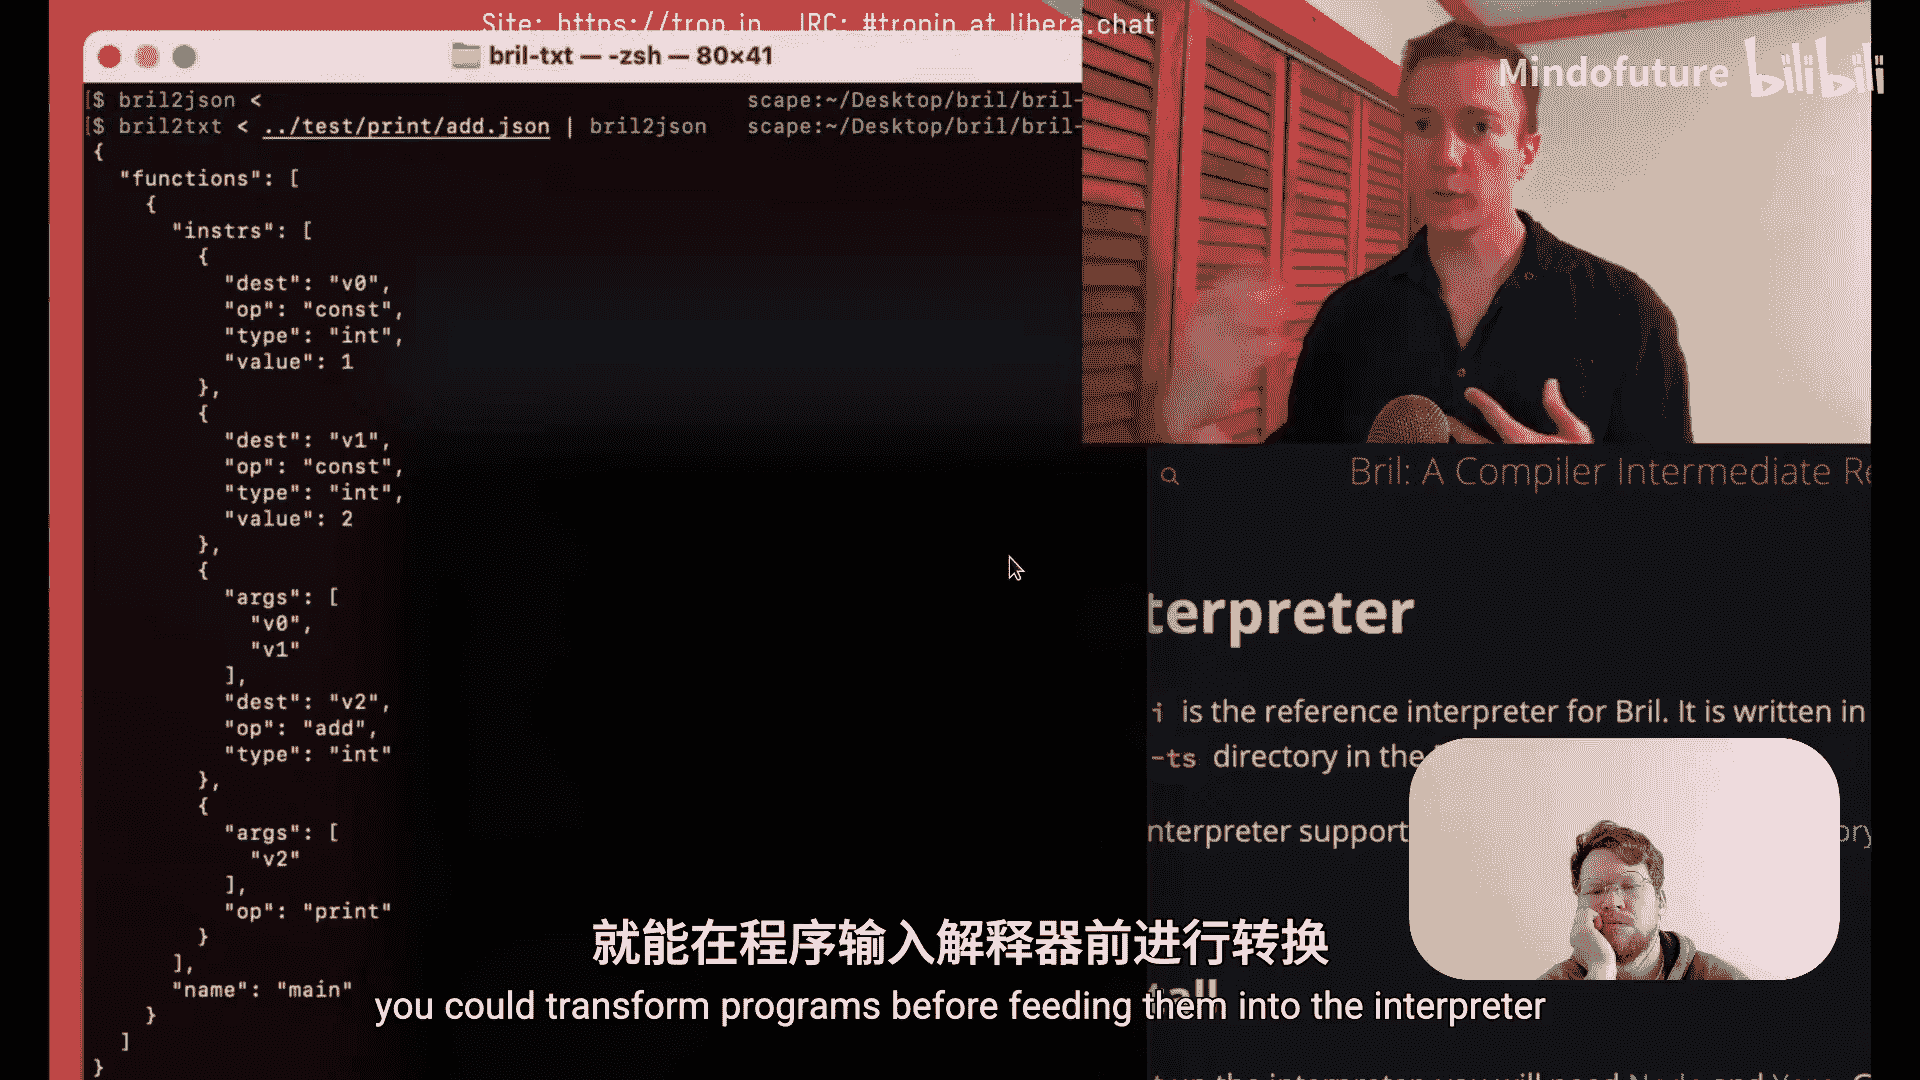 Site: https://tron.in   IRC: #tronin at libera.chat
bril-txt — -zsh — 80×41
Mindofuture bilibili
[$ bril2json <                                     scape:~/Desktop/bril/bril-
[$ bril2txt < ../test/print/add.json | bril2json   scape:~/Desktop/bril/bril-
{
  "functions": [
    {
      "instrs": [
        {
          "dest": "v0",
          "op": "const",
          "type": "int",
          "value": 1
        },
        {
          "dest": "v1",
          "op": "const",
          "type": "int",
          "value": 2
        },
        {
          "args": [
            "v0",
            "v1"
          ],
          "dest": "v2",
          "op": "add",
          "type": "int"
        },
        {
          "args": [
            "v2"
          ],
          "op": "print"
        }
      ],
      "name": "main"
    }
  ]
}
Bril: A Compiler Intermediate Re
terpreter
i is the reference interpreter for Bril. It is written in
-ts directory in the
nterpreter support
ory
就能在程序输入解释器前进行转换
you could transform programs before feeding them into the interpreter